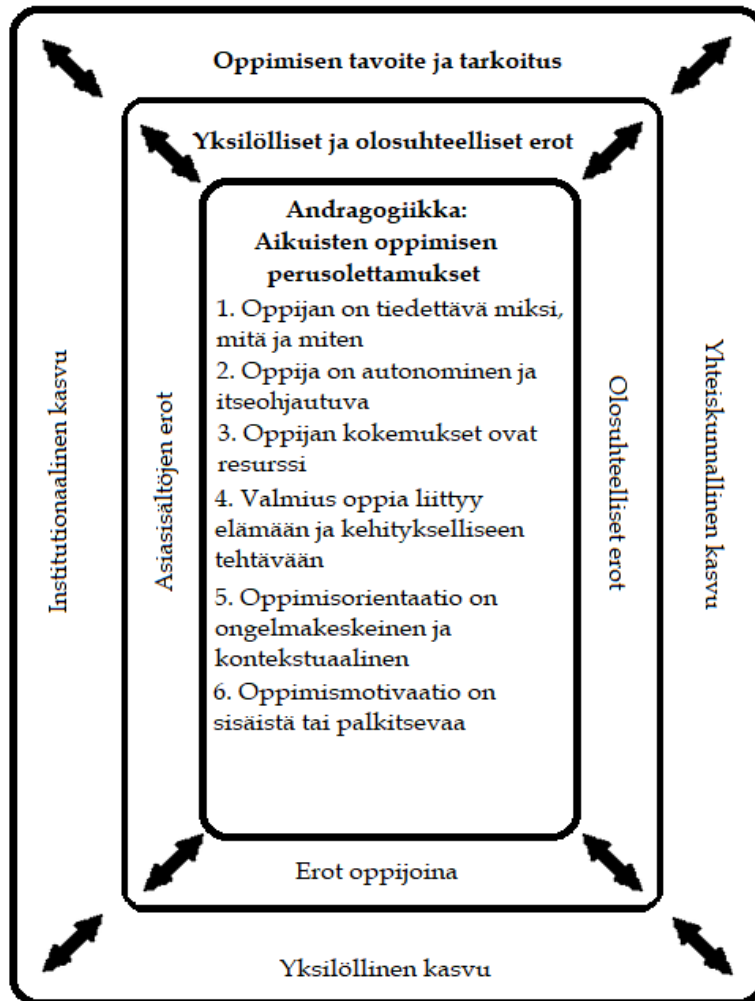 Oppimisen tavoite ja tarkoitus
Yksilölliset ja olosuhteelliset erot
Andragogiikka:
Aikuisten oppimisen
perusolettamukset
1. Oppijan on tiedettävä miksi,
mitä ja miten
2. Oppija on autonominen ja
itseohjautuva
3. Oppijan kokemukset ovat
resurssi
4. Valmius oppia liittyy
elämään ja kehitykselliseen
tehtävään
5. Oppimisorientaatio on
ongelmakeskeinen ja
kontekstuaalinen
6. Oppimismotivaatio on
sisäistä tai palkitsevaa
Institutionaalinen kasvu
Asiasisältöjen erot
Olosuhteelliset erot
Yhteiskunnallinen kasvu
Erot oppijoina
Yksilöllinen kasvu